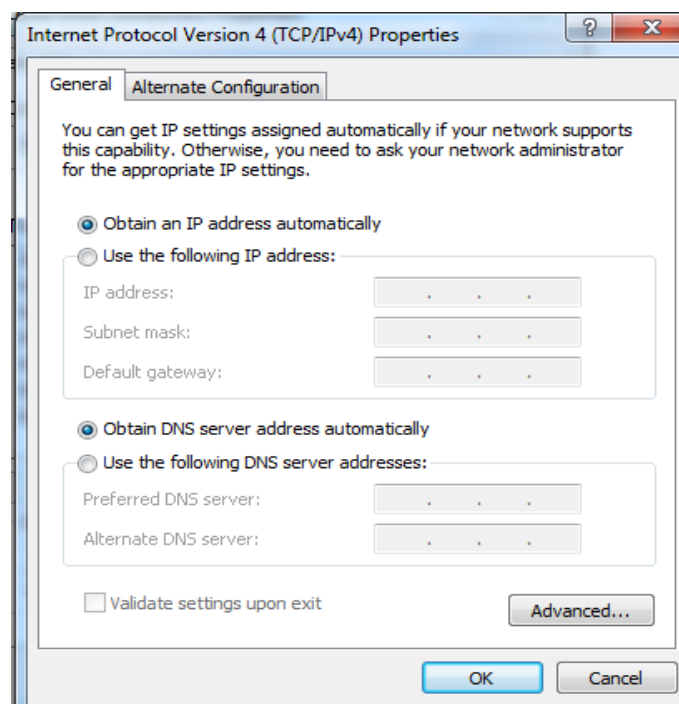 Internet Protocol Version 4 (TCP/IPv4) Properties
General
Alternate Configuration
You can get IP settings assigned automatically if your network supports
this capability. Otherwise, you need to ask your network administrator
for the appropriate IP settings.
Obtain an IP address automatically
Use the following IP address:
IP address:
Subnet mask:
Default gateway:
Obtain DNS server address automatically
Use the following DNS server addresses:
Preferred DNS server:
Alternate DNS server:
Validate settings upon exit
Advanced...
OK
Cancel